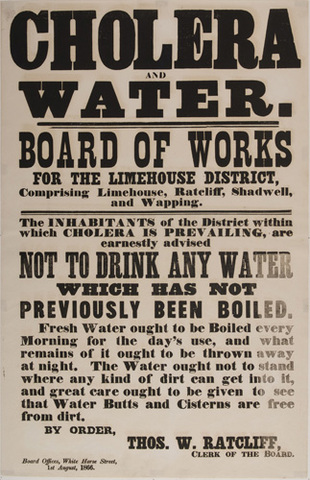 CHOLERA
AND
WATER.
BOARD OF WORKS
FOR THE LIMEHOUSE DISTRICT,
Comprising Limehouse, Ratcliff, Shadwell,
and Wapping.
The INHABITANTS of the District within
which CHOLERA IS PREVAILING, are
earnestly advised
NOT TO DRINK ANY WATER
WHICH HAS NOT
PREVIOUSLY BEEN BOILED.
Fresh Water ought to be Boiled every
Morning for the day's use, and what
remains of it ought to be thrown away
at night. The Water ought not to stand
where any kind of dirt can get into it,
and great care ought to be given to see
that Water Butts and Cisterns are free
from dirt.
BY ORDER,
THOS. W. RATCLIFF,
CLERK OF THE BOARD.
Board Offices, White Horse Street,
1st August, 1866.